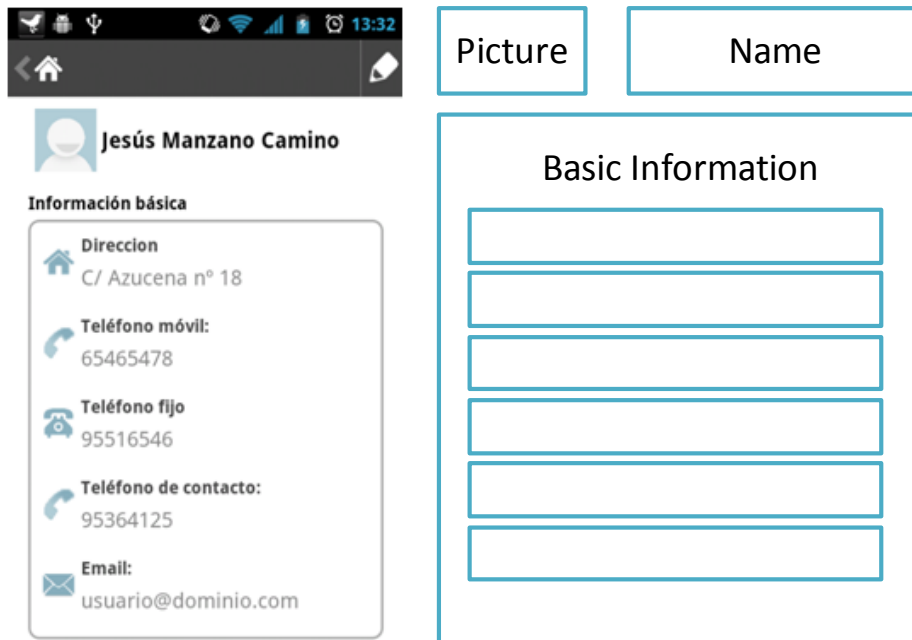 13:32
Jesús Manzano Camino
Información básica
Direccion
C/ Azucena nº 18
Teléfono móvil:
65465478
Teléfono fijo
95516546
Teléfono de contacto:
95364125
Email:
usuario@dominio.com
Picture
Name
Basic Information